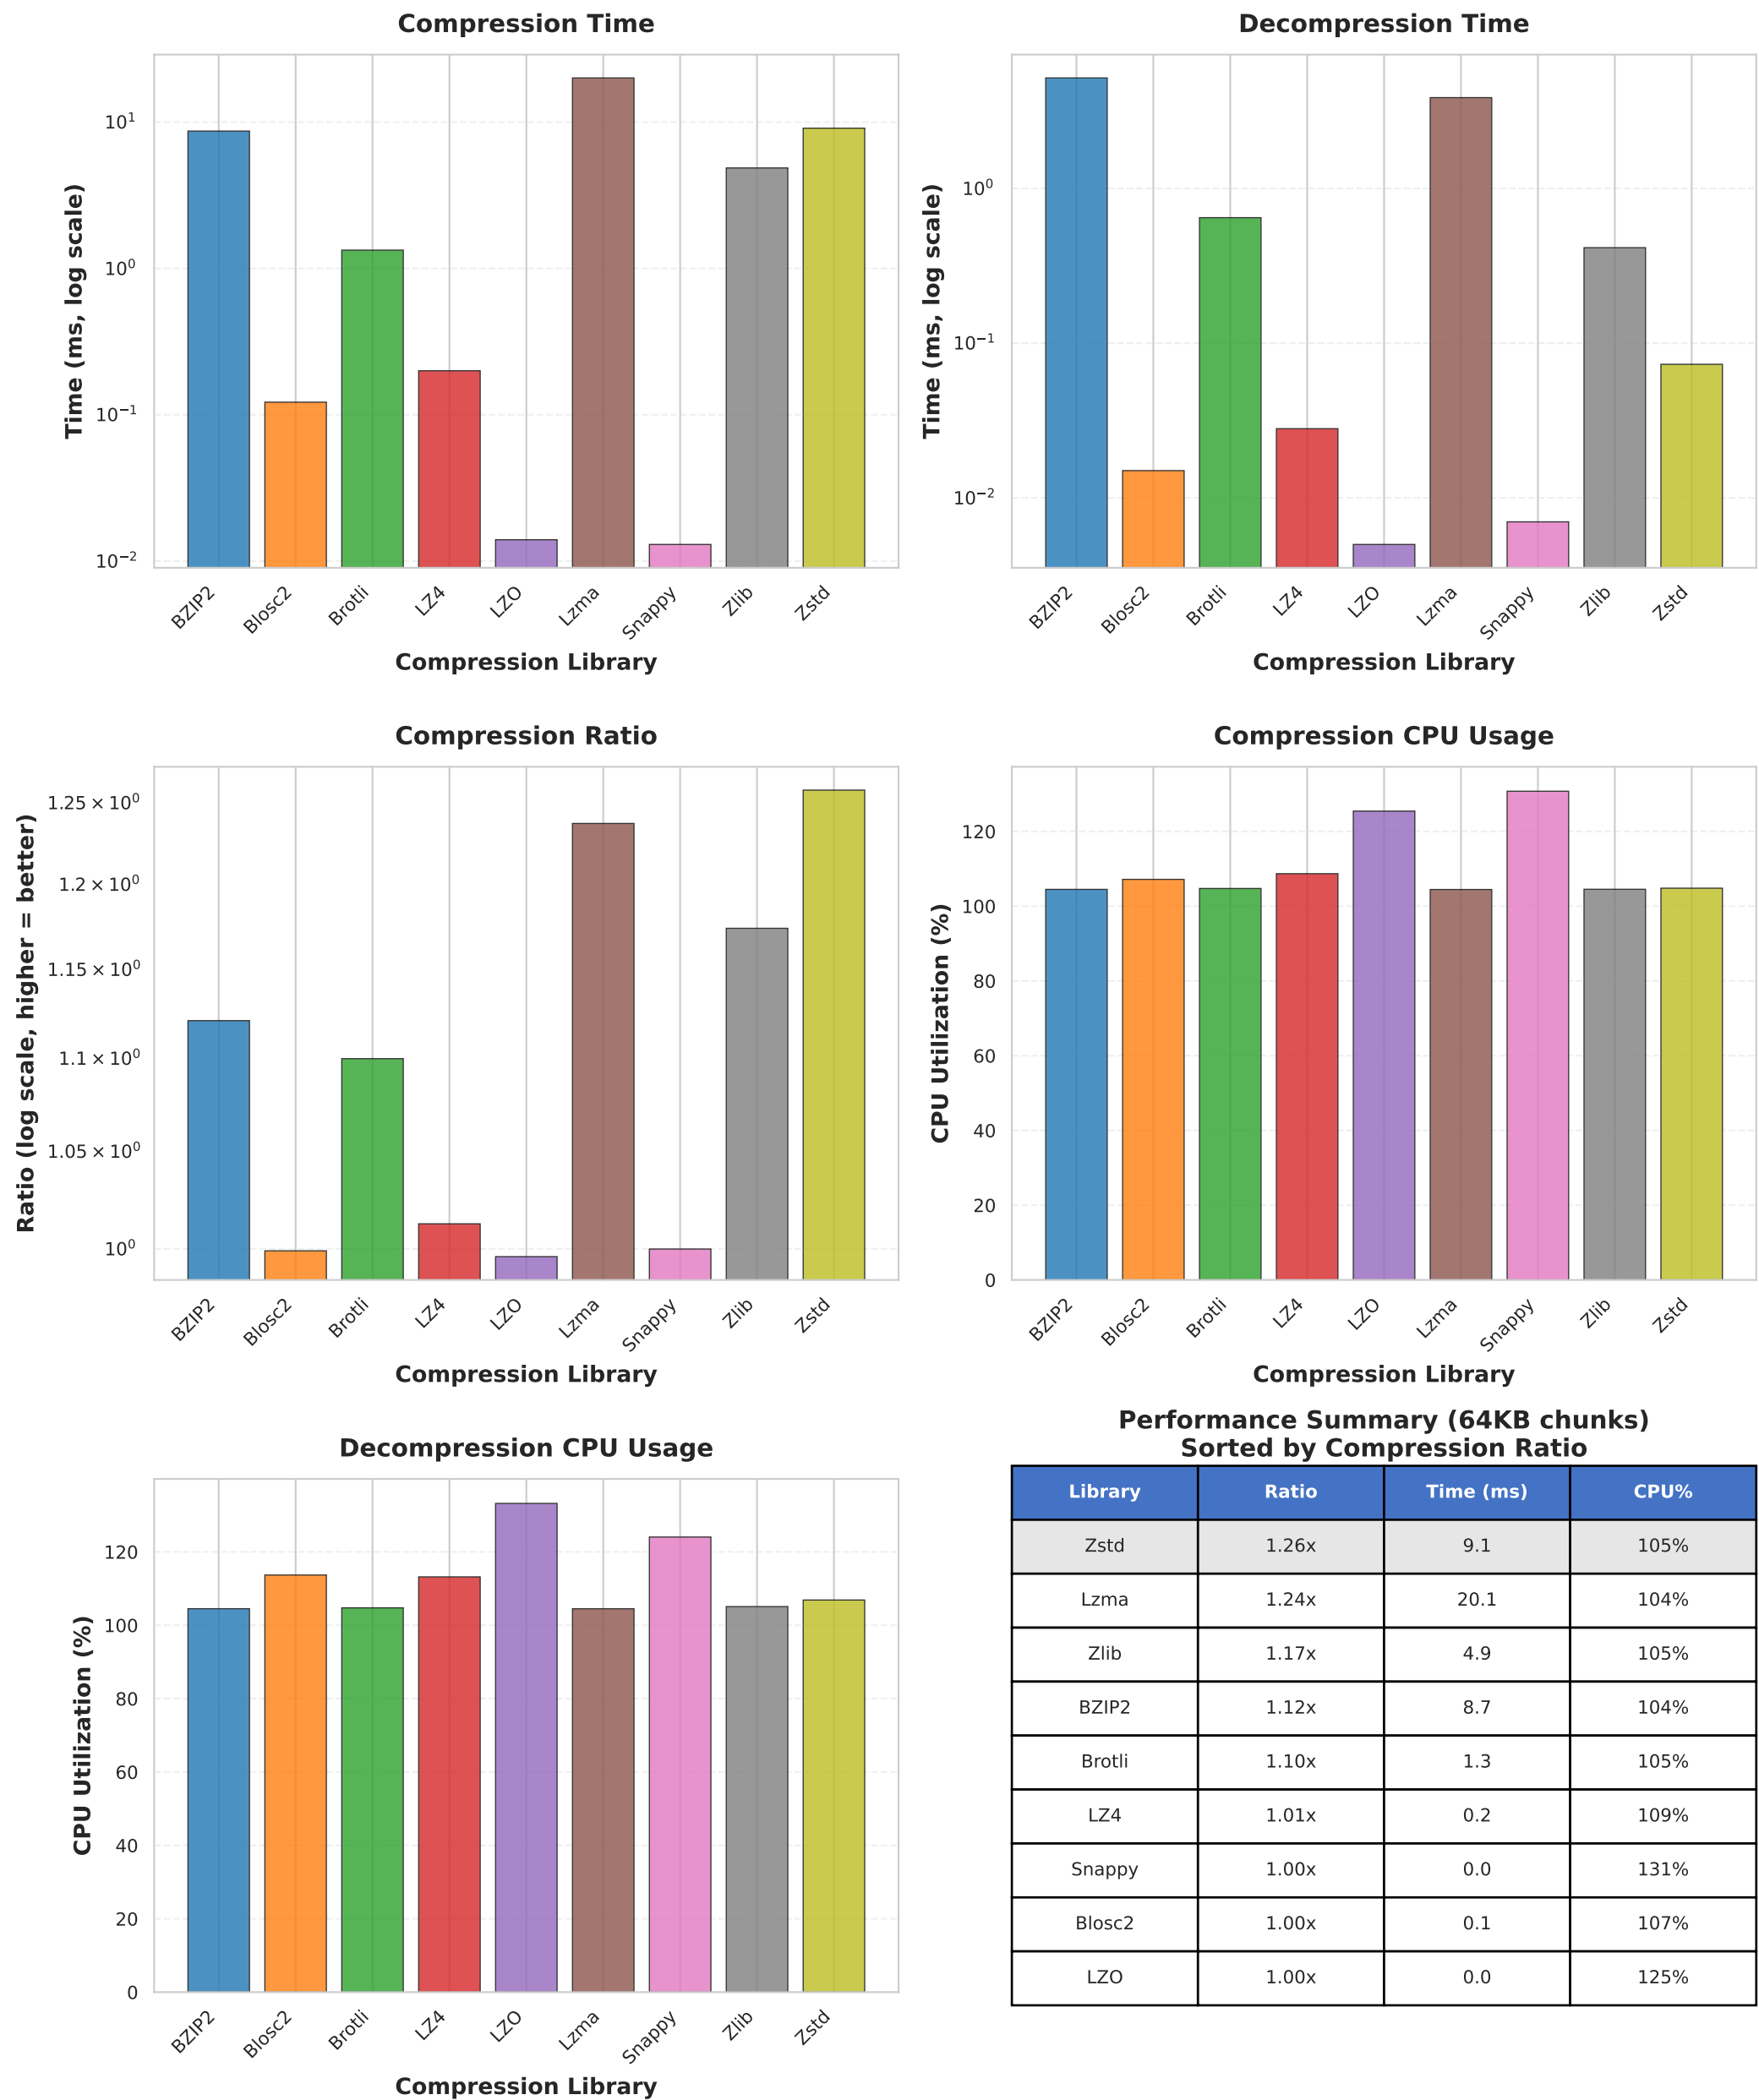 Compression Time
Time (ms, log scale)
10¹
10⁰
10⁻¹
10⁻²
BZIP2
Blosc2
Brotli
LZ4
LZO
Lzma
Snappy
Zlib
Zstd
Compression Library
Decompression Time
Time (ms, log scale)
10⁰
10⁻¹
10⁻²
BZIP2
Blosc2
Brotli
LZ4
LZO
Lzma
Snappy
Zlib
Zstd
Compression Library
Compression Ratio
Ratio (log scale, higher = better)
1.25 × 10⁰
1.2 × 10⁰
1.15 × 10⁰
1.1 × 10⁰
1.05 × 10⁰
10⁰
BZIP2
Blosc2
Brotli
LZ4
LZO
Lzma
Snappy
Zlib
Zstd
Compression Library
Compression CPU Usage
CPU Utilization (%)
120
100
80
60
40
20
0
BZIP2
Blosc2
Brotli
LZ4
LZO
Lzma
Snappy
Zlib
Zstd
Compression Library
Decompression CPU Usage
CPU Utilization (%)
120
100
80
60
40
20
0
BZIP2
Blosc2
Brotli
LZ4
LZO
Lzma
Snappy
Zlib
Zstd
Compression Library
Performance Summary (64KB chunks)
Sorted by Compression Ratio
Library Ratio Time (ms) CPU%
Zstd 1.26x 9.1 105%
Lzma 1.24x 20.1 104%
Zlib 1.17x 4.9 105%
BZIP2 1.12x 8.7 104%
Brotli 1.10x 1.3 105%
LZ4 1.01x 0.2 109%
Snappy 1.00x 0.0 131%
Blosc2 1.00x 0.1 107%
LZO 1.00x 0.0 125%